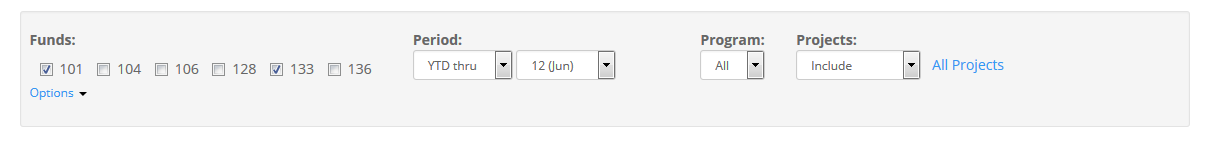 Funds: Period: Program: Projects:
101 104 106 128 133 136 YTD thru 12 (Jun) All Include All Projects
Options